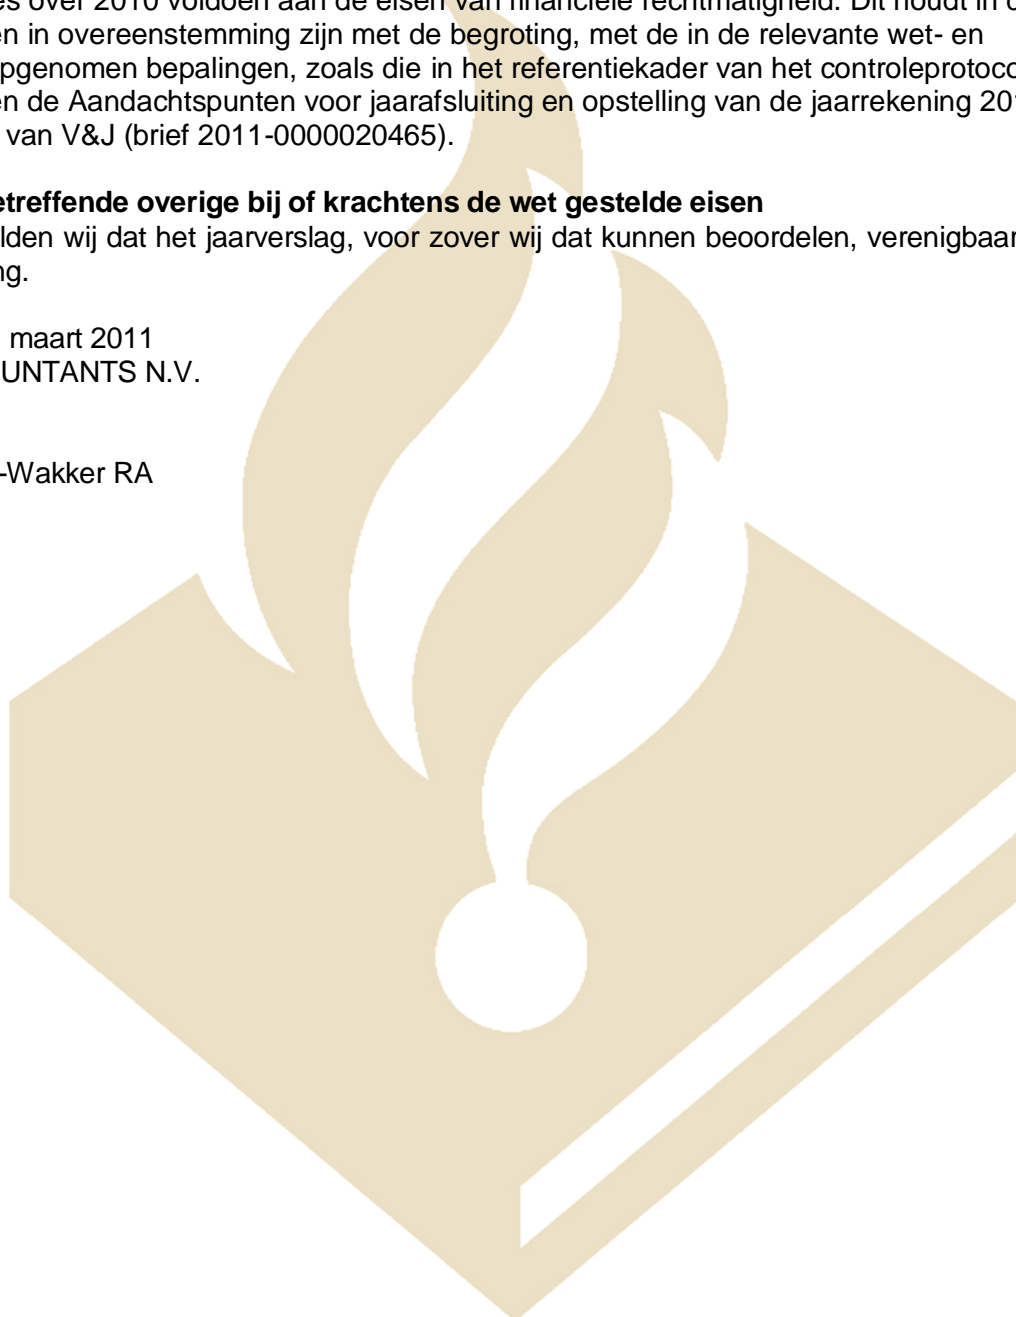 es over 2010 voldoen aan de eisen van financiële rechtmatigheid. Dit houdt in d
en in overeenstemming zijn met de begroting, met de in de relevante wet- en
pgenomen bepalingen, zoals die in het referentiekader van het controleprotoco
en de Aandachtspunten voor jaarafsluiting en opstelling van de jaarrekening 201
van V&J (brief 2011-0000020465).
etreffende overige bij of krachtens de wet gestelde eisen
lden wij dat het jaarverslag, voor zover wij dat kunnen beoordelen, verenigbaar
ng.
maart 2011
UNTANTS N.V.
-Wakker RA